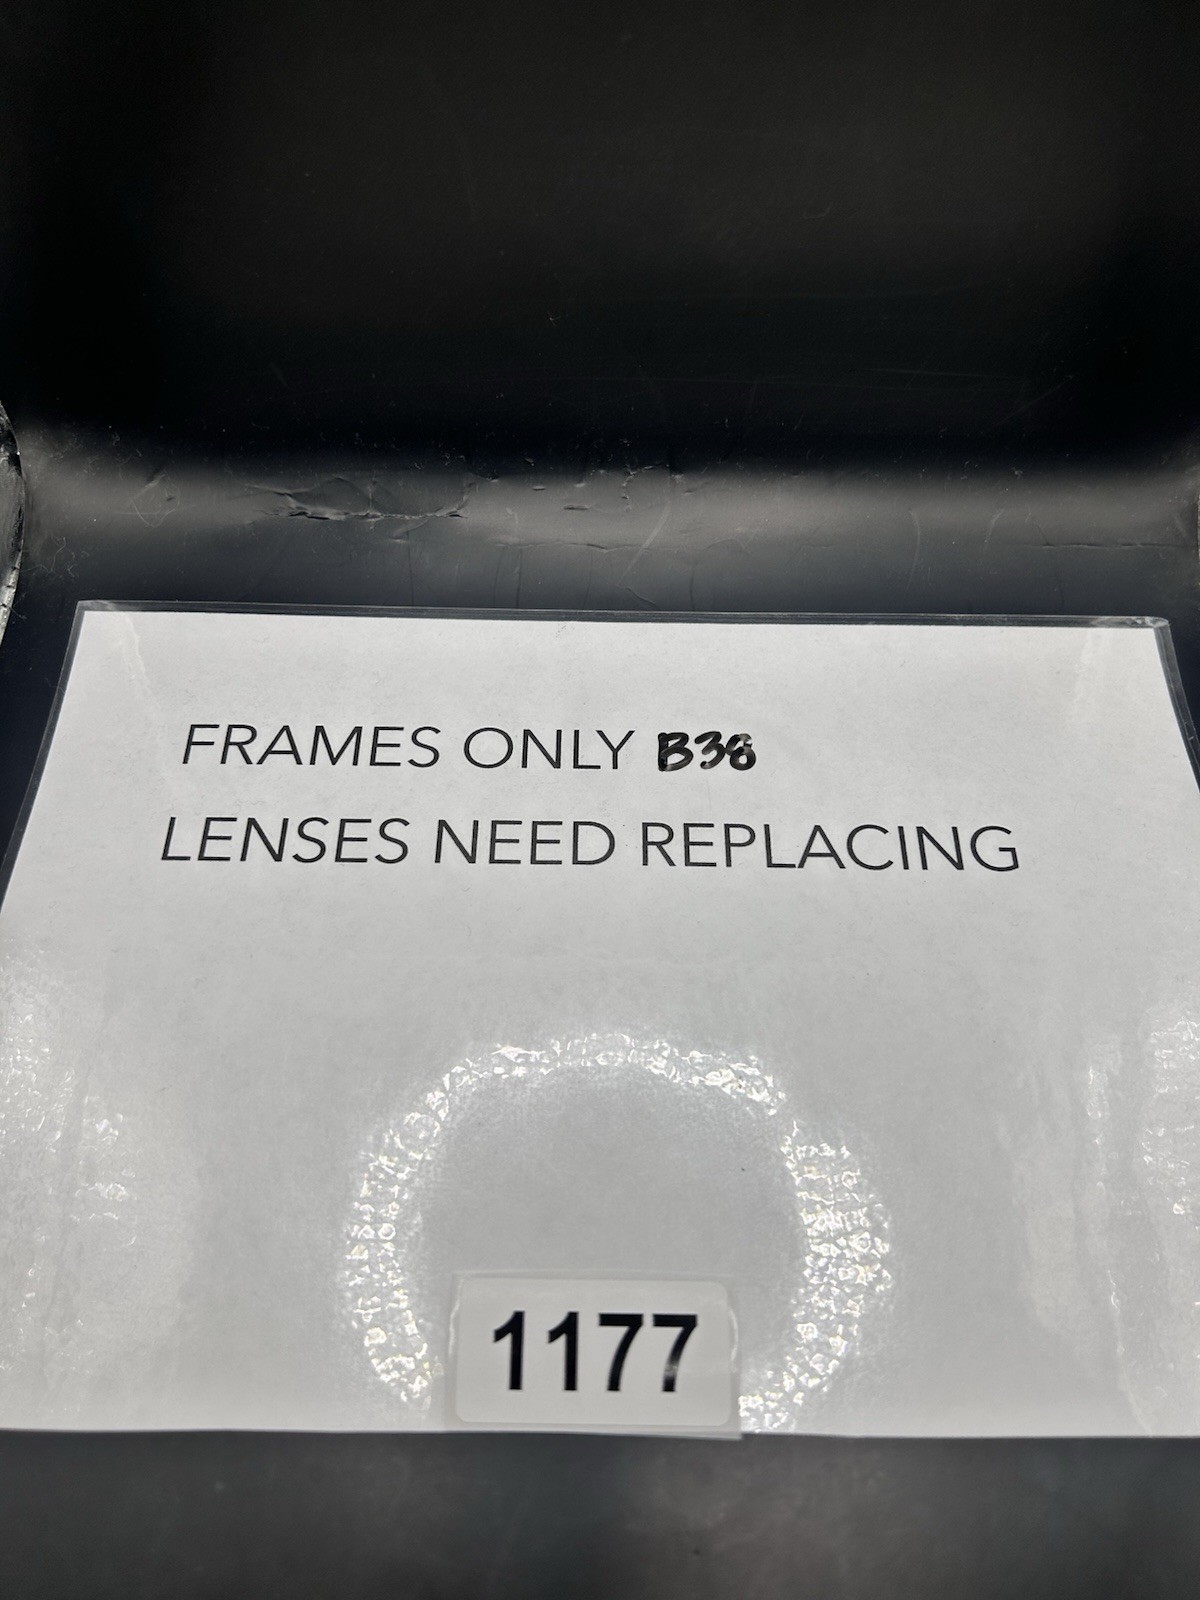 FRAMES ONLY B38
LENSES NEED REPLACING
1177